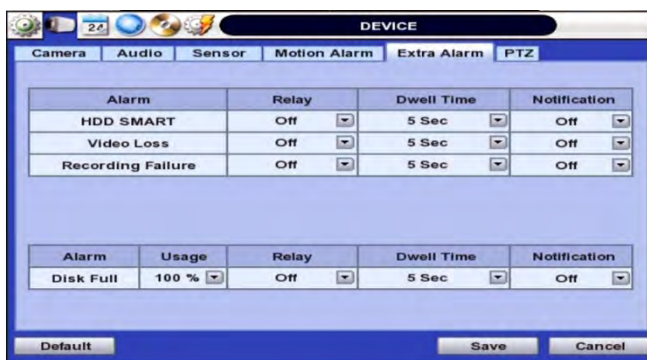 24 DEVICE
Camera Audio Sensor Motion Alarm Extra Alarm PTZ
Alarm Relay Dwell Time Notification
HDD SMART Off 5 Sec Off
Video Loss Off 5 Sec Off
Recording Failure Off 5 Sec Off
Alarm Usage Relay Dwell Time Notification
Disk Full 100 % Off 5 Sec Off
Default Save Cancel